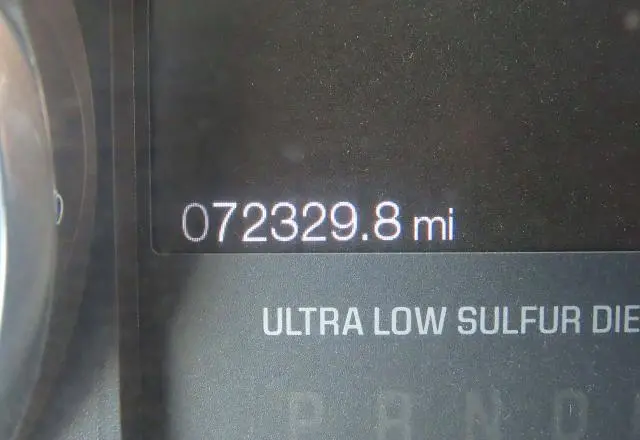 072329.8 mi
ULTRA LOW SULFUR DIE
P R N D